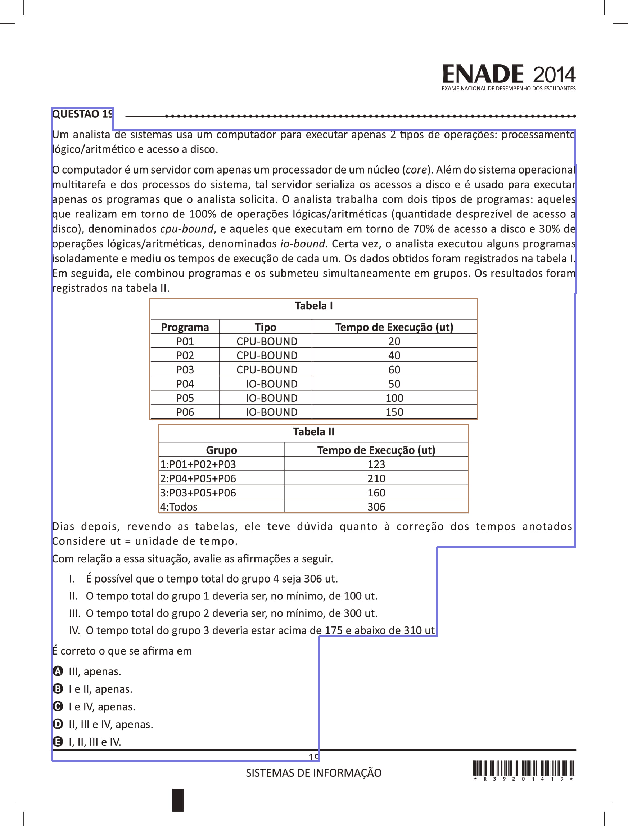 ENADE 2014
EXAME NACIONAL DE DESEMPENHO DOS ESTUDANTES
QUESTÃO 19
Um analista de sistemas usa um computador para executar apenas 2 tipos de operações: processamento
lógico/aritmético e acesso a disco.
O computador é um servidor com apenas um processador de um núcleo (core). Além do sistema operacional
multitarefa e dos processos do sistema, tal servidor serializa os acessos a disco e é usado para executar
apenas os programas que o analista solicita. O analista trabalha com dois tipos de programas: aqueles
que realizam em torno de 100% de operações lógicas/aritméticas (quantidade desprezível de acesso a
disco), denominados cpu-bound, e aqueles que executam em torno de 70% de acesso a disco e 30% de
operações lógicas/aritméticas, denominados io-bound. Certa vez, o analista executou alguns programas
isoladamente e mediu os tempos de execução de cada um. Os dados obtidos foram registrados na tabela I.
Em seguida, ele combinou programas e os submeteu simultaneamente em grupos. Os resultados foram
registrados na tabela II.
Tabela I
Programa Tipo Tempo de Execução (ut)
P01 CPU-BOUND 20
P02 CPU-BOUND 40
P03 CPU-BOUND 60
P04 IO-BOUND 50
P05 IO-BOUND 100
P06 IO-BOUND 150
Tabela II
Grupo Tempo de Execução (ut)
1:P01+P02+P03 123
2:P04+P05+P06 210
3:P03+P05+P06 160
4:Todos 306
Dias depois, revendo as tabelas, ele teve dúvida quanto à correção dos tempos anotados.
Considere ut = unidade de tempo.
Com relação a essa situação, avalie as afirmações a seguir.
I. É possível que o tempo total do grupo 4 seja 306 ut.
II. O tempo total do grupo 1 deveria ser, no mínimo, de 100 ut.
III. O tempo total do grupo 2 deveria ser, no mínimo, de 300 ut.
IV. O tempo total do grupo 3 deveria estar acima de 175 e abaixo de 310 ut.
É correto o que se afirma em
A III, apenas.
B I e II, apenas.
C I e IV, apenas.
D II, III e IV, apenas.
E I, II, III e IV.
19
SISTEMAS DE INFORMAÇÃO
*R3920141 9*